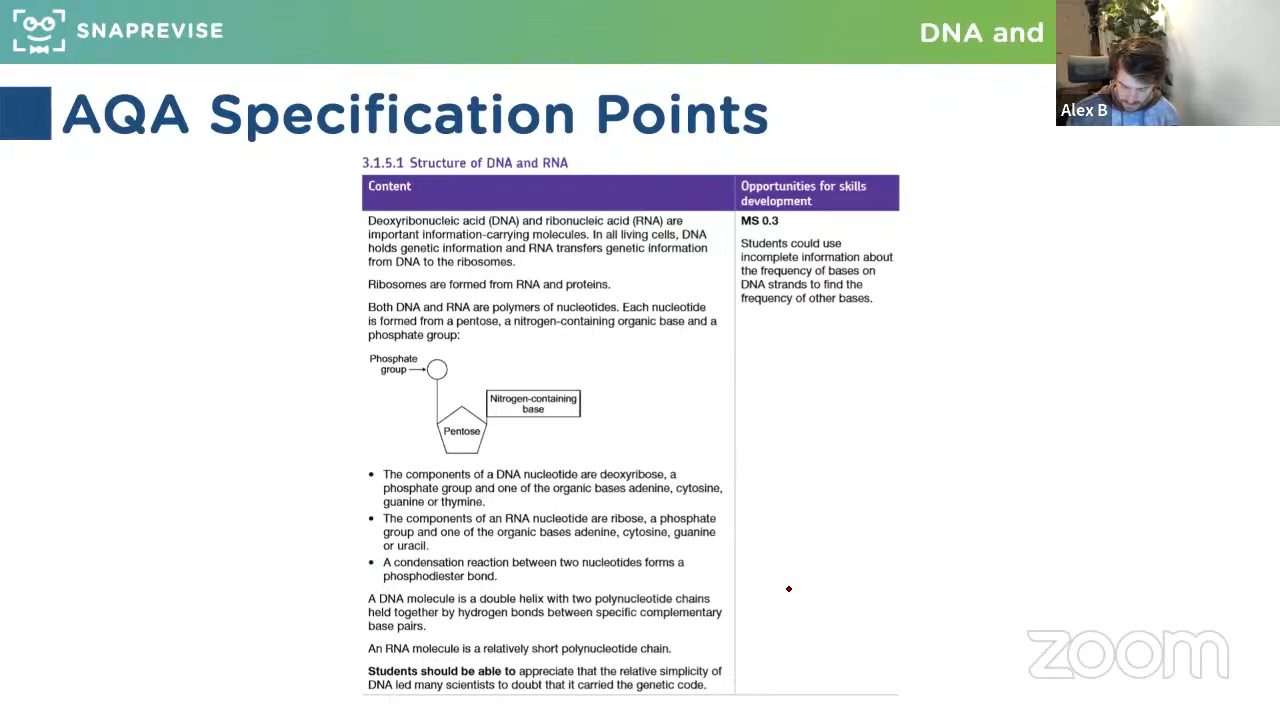 SNAPREVISE
DNA and
Alex B
AQA Specification Points
3.1.5.1 Structure of DNA and RNA
Content
Opportunities for skills
development
Deoxyribonucleic acid (DNA) and ribonucleic acid (RNA) are
important information-carrying molecules. In all living cells, DNA
holds genetic information and RNA transfers genetic information
from DNA to the ribosomes.
Ribosomes are formed from RNA and proteins.
Both DNA and RNA are polymers of nucleotides. Each nucleotide
is formed from a pentose, a nitrogen-containing organic base and a
phosphate group:
Phosphate
group
Nitrogen-containing
base
Pentose
• The components of a DNA nucleotide are deoxyribose, a
phosphate group and one of the organic bases adenine, cytosine,
guanine or thymine.
• The components of an RNA nucleotide are ribose, a phosphate
group and one of the organic bases adenine, cytosine, guanine
or uracil.
• A condensation reaction between two nucleotides forms a
phosphodiester bond.
A DNA molecule is a double helix with two polynucleotide chains
held together by hydrogen bonds between specific complementary
base pairs.
An RNA molecule is a relatively short polynucleotide chain.
Students should be able to appreciate that the relative simplicity of
DNA led many scientists to doubt that it carried the genetic code.
MS 0.3
Students could use
incomplete information about
the frequency of bases on
DNA strands to find the
frequency of other bases.
zoom